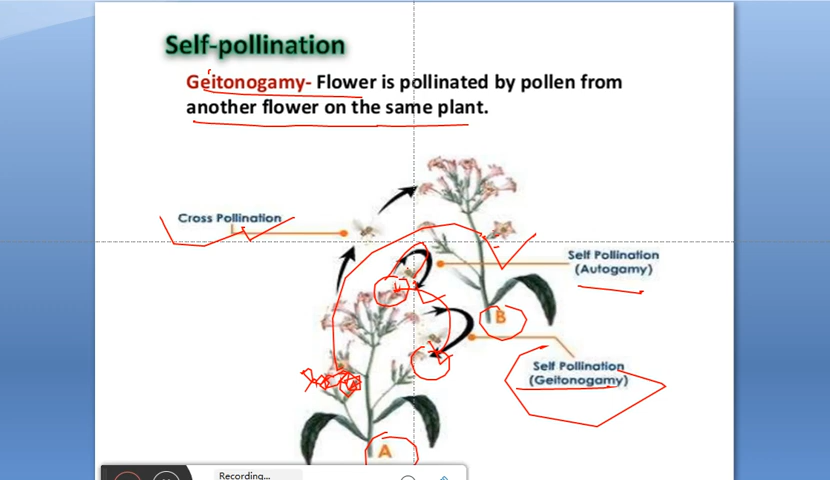 Self-pollination
Geitonogamy- Flower is pollinated by pollen from
another flower on the same plant.
Cross Pollination
Self Pollination
(Autogamy)
B
Self Pollination
(Geitonogamy)
A
Recording...